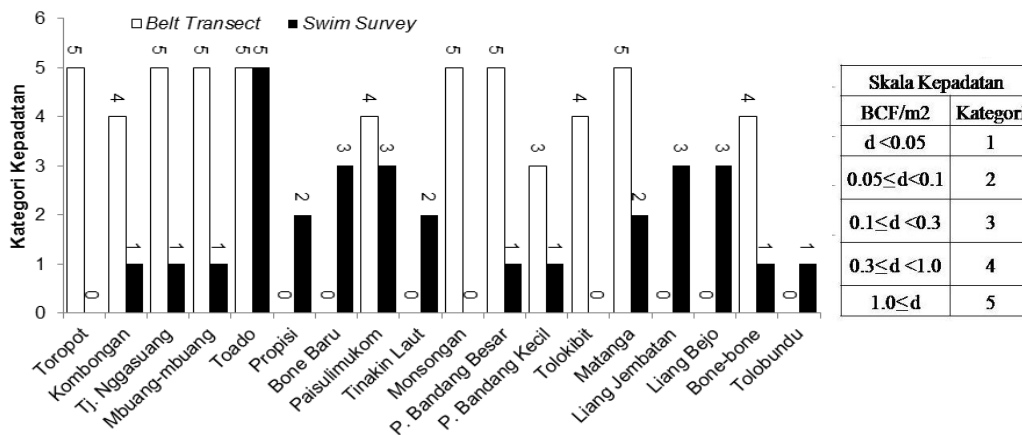 Belt Transect Swim Survey
Kategori Kepadatan
6
5
4
3
2
1
0
5 0 4 1 5 1 5 1 5 5 0 2 0 3 4 3 0 2 5 0 5 1 3 1 4 0 5 2 0 3 0 3 4 1 0 1
Toropot
Kombongan
Tj. Nggasuang
Mbuang-mbuang
Toado
Propisi
Bone Baru
Paisulimukom
Tinakin Laut
Monsongan
P. Bandang Besar
P. Bandang Kecil
Tolokibit
Matanga
Liang Jembatan
Liang Bejo
Bone-bone
Tolobundu
Skala Kepadatan
BCF/m2 Kategori
d <0.05 1
0.05≤d<0.1 2
0.1≤d <0.3 3
0.3≤d <1.0 4
1.0≤d 5